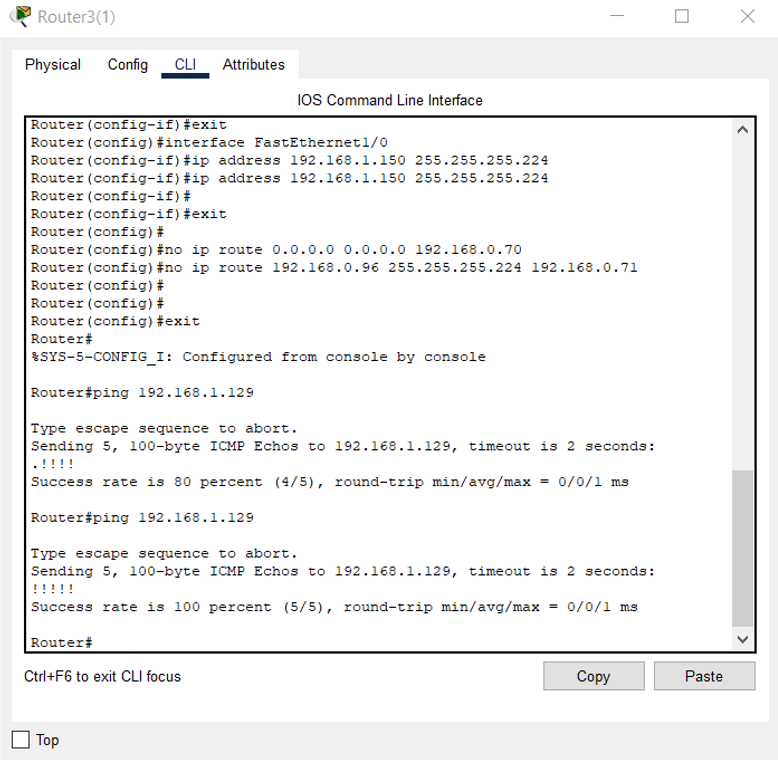 Router3(1)
Physical Config CLI Attributes
IOS Command Line Interface
Router(config-if)#exit
Router(config)#interface FastEthernet1/0
Router(config-if)#ip address 192.168.1.150 255.255.255.224
Router(config-if)#ip address 192.168.1.150 255.255.255.224
Router(config-if)#
Router(config-if)#exit
Router(config)#
Router(config)#no ip route 0.0.0.0 0.0.0.0 192.168.0.70
Router(config)#no ip route 192.168.0.96 255.255.255.224 192.168.0.71
Router(config)#
Router(config)#
Router(config)#exit
Router#
%SYS-5-CONFIG_I: Configured from console by console
Router#ping 192.168.1.129
Type escape sequence to abort.
Sending 5, 100-byte ICMP Echos to 192.168.1.129, timeout is 2 seconds:
.!!!!
Success rate is 80 percent (4/5), round-trip min/avg/max = 0/0/1 ms
Router#ping 192.168.1.129
Type escape sequence to abort.
Sending 5, 100-byte ICMP Echos to 192.168.1.129, timeout is 2 seconds:
!!!!!
Success rate is 100 percent (5/5), round-trip min/avg/max = 0/0/1 ms
Router#
Ctrl+F6 to exit CLI focus
Copy Paste
Top